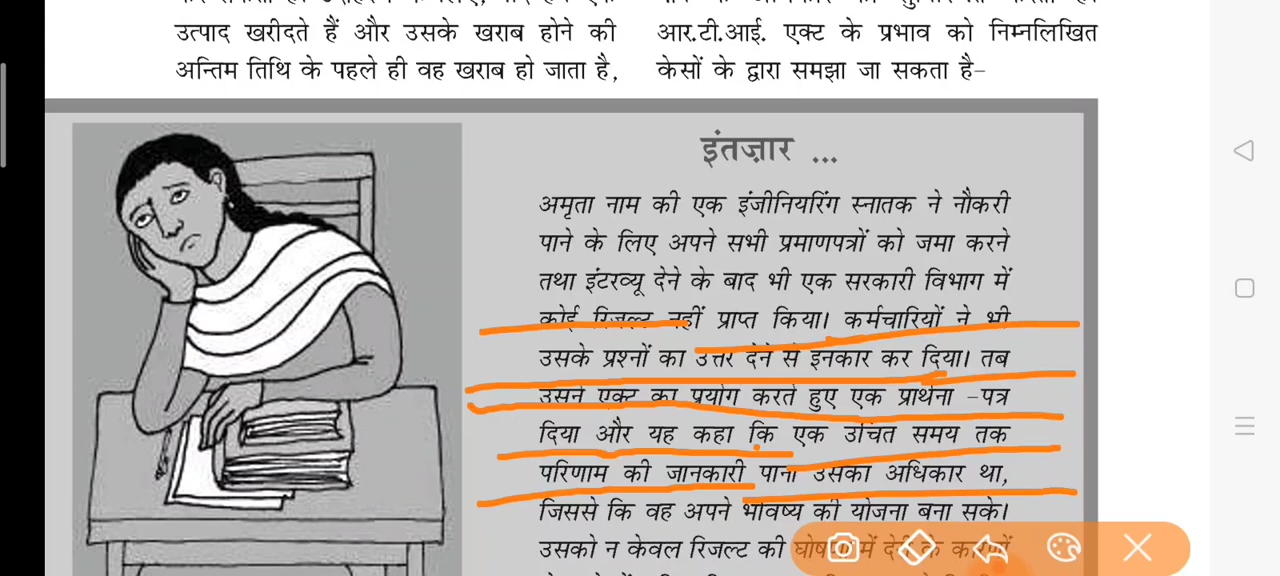 उत्पाद खरीदते हैं और उसके खराब होने की
अन्तिम तिथि के पहले ही वह खराब हो जाता है,
आर.टी.आई. एक्ट के प्रभाव को निम्नलिखित
केसों के द्वारा समझा जा सकता है–
इंतज़ार ...
अमृता नाम की एक इंजीनियरिंग स्नातक ने नौकरी
पाने के लिए अपने सभी प्रमाणपत्रों को जमा करने
तथा इंटरव्यू देने के बाद भी एक सरकारी विभाग में
कोई रिजल्ट नहीं प्राप्त किया। कर्मचारियों ने भी
उसके प्रश्नों का उत्तर देने से इनकार कर दिया। तब
उसने एक्ट का प्रयोग करते हुए एक प्रार्थना -पत्र
दिया और यह कहा कि एक उचित समय तक
परिणाम की जानकारी पाना उसका अधिकार था,
जिससे कि वह अपने भविष्य की योजना बना सके।
उसको न केवल रिजल्ट की घोषणा में देरी के कारणों